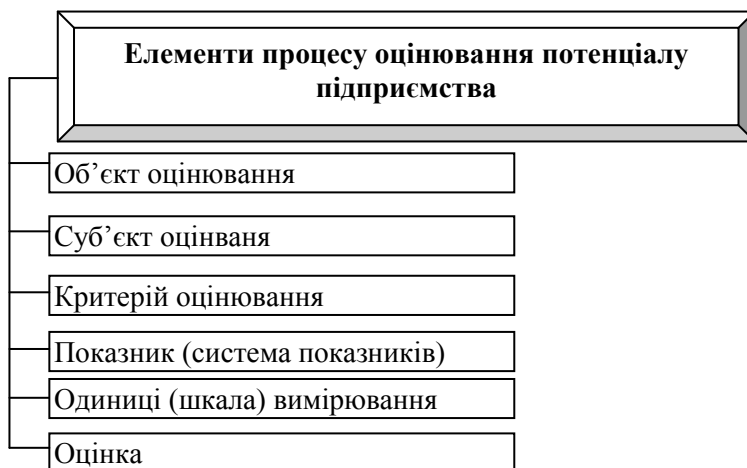 Елементи процесу оцінювання потенціалу
підприємства
Об’єкт оцінювання
Суб’єкт оцінваня
Критерій оцінювання
Показник (система показників)
Одиниці (шкала) вимірювання
Оцінка